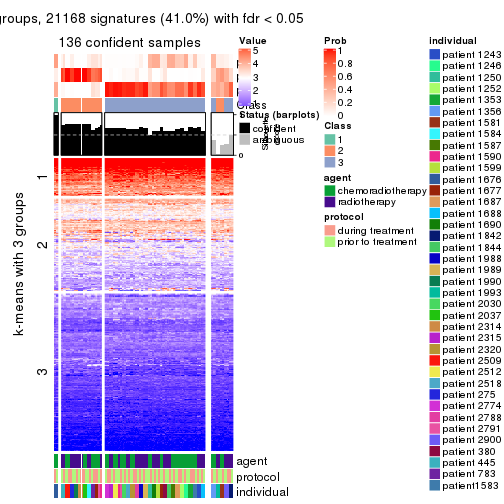 groups, 21168 signatures (41.0%) with fdr < 0.05
136 confident samples
k-means with 3 groups
1
2
3
Class
agent
protocol
individual
Value
5
4
3
2
1
Status (barplots)
confident
ambiguous
0
Prob
1
0.8
0.6
0.4
0.2
0
Class
1
2
3
agent
chemoradiotherapy
radiotherapy
protocol
during treatment
prior to treatment
individual
patient 1243
patient 1246
patient 1250
patient 1252
patient 1353
patient 1356
patient 1581
patient 1584
patient 1587
patient 1590
patient 1599
patient 1676
patient 1677
patient 1687
patient 1688
patient 1690
patient 1842
patient 1844
patient 1988
patient 1989
patient 1990
patient 1993
patient 2030
patient 2037
patient 2314
patient 2315
patient 2320
patient 2509
patient 2512
patient 2518
patient 275
patient 2774
patient 2788
patient 2791
patient 2900
patient 380
patient 445
patient 783
patient1583